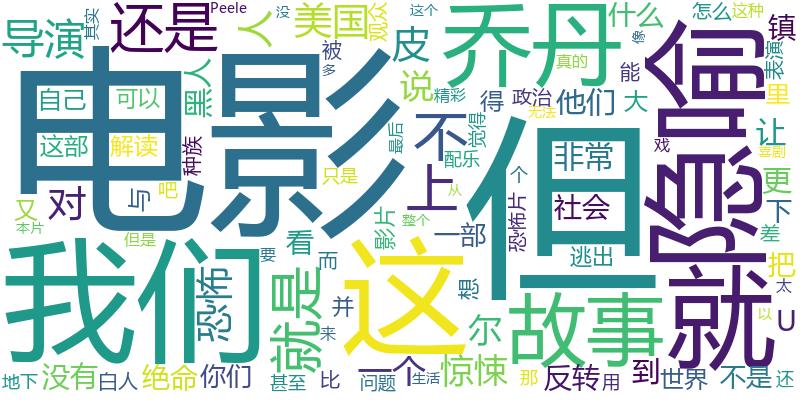 电影
我们
这
但
就
隐喻
故事
乔丹
就是
还是
不
上
导演
美国
人
什么
镇
皮
说
黑人
观众
没
这个
怎么
这种
像
其实
Peele
被
多
能
真的
表演
里
得
政治
他们
大
让
自己
可以
精彩
无法
喜剧
这部
解读
种族
最后
觉得
配乐
戏
非常
更
对
与
吧
只是
从
个
社会
下
又
本片
但是
影片
整个
一部
恐怖片
逃出
差
把
太
要
看
而
恐怖
并
来
想
尔
以
U
地下
没有
白人
绝命
你们
甚至
比
问题
一个
生活
惊悚
那
反转
用
到
世界
不是
还